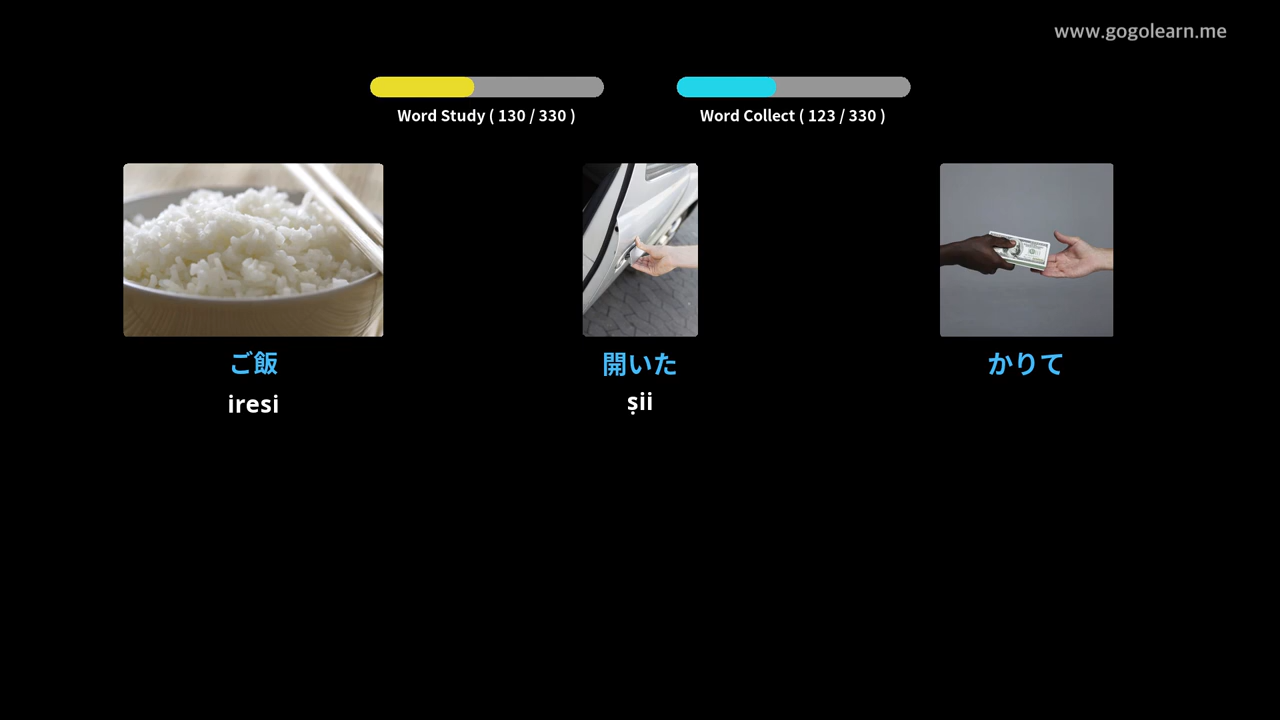 www.gogolearn.me
Word Study ( 130 / 330 )
Word Collect ( 123 / 330 )
ご飯
開いた
かりて
iresi
ṣii